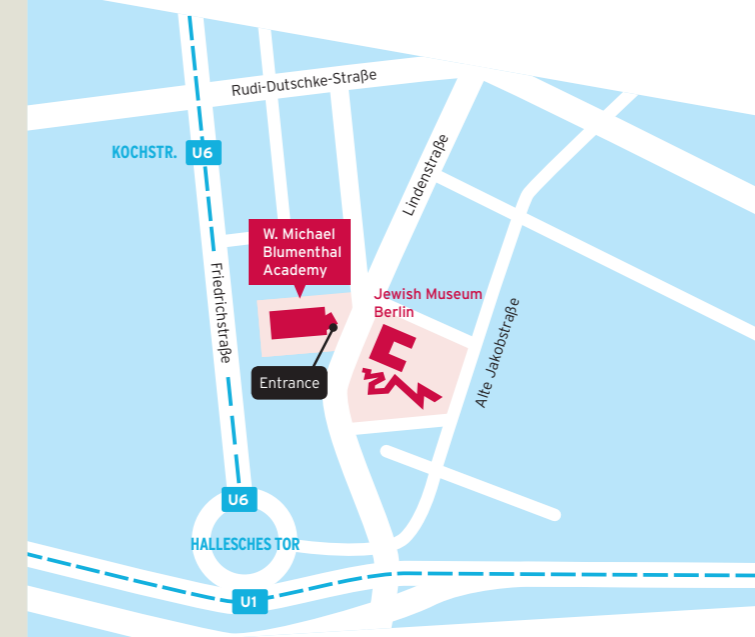 Rudi-Dutschke-Straße
KOCHSTR.
U6
Lindenstraße
W. Michael
Blumenthal
Academy
Friedrichstraße
Jewish Museum
Berlin
Alte Jakobstraße
Entrance
U6
HALLESCHES TOR
U1